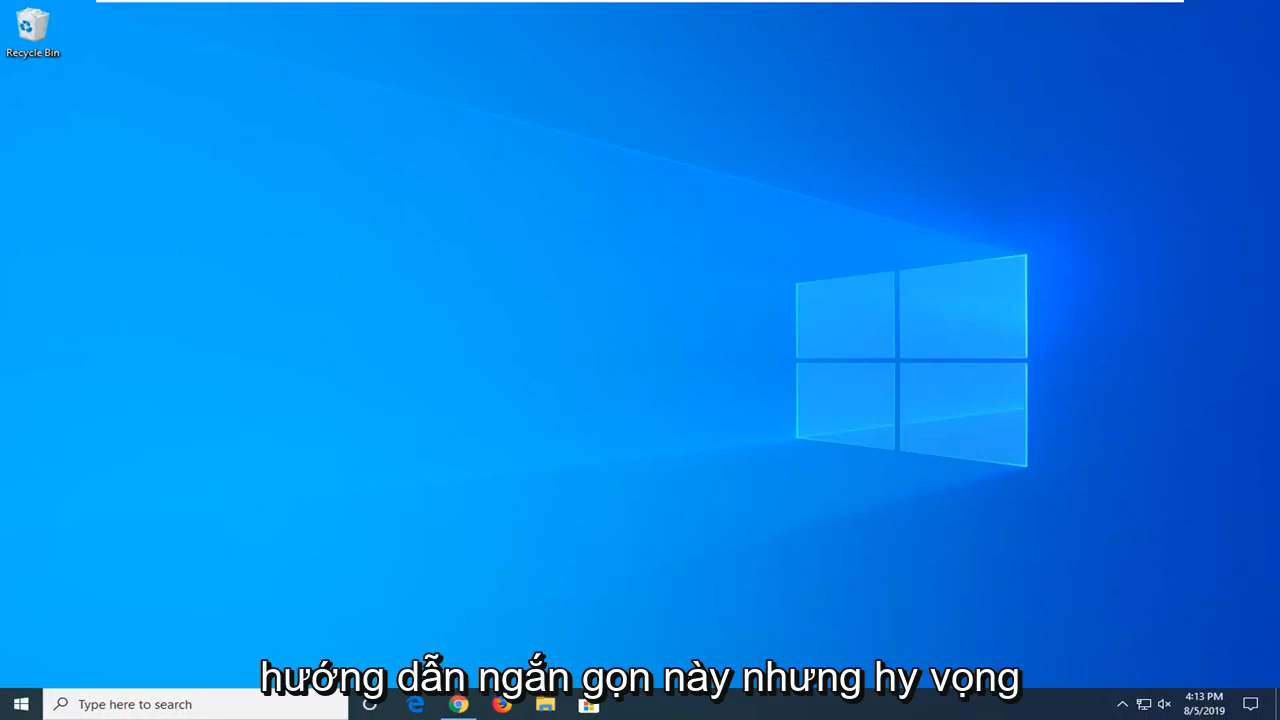 Recycle Bin
hướng dẫn ngắn gọn này nhưng hy vọng
Type here to search
4:13 PM
8/5/2019